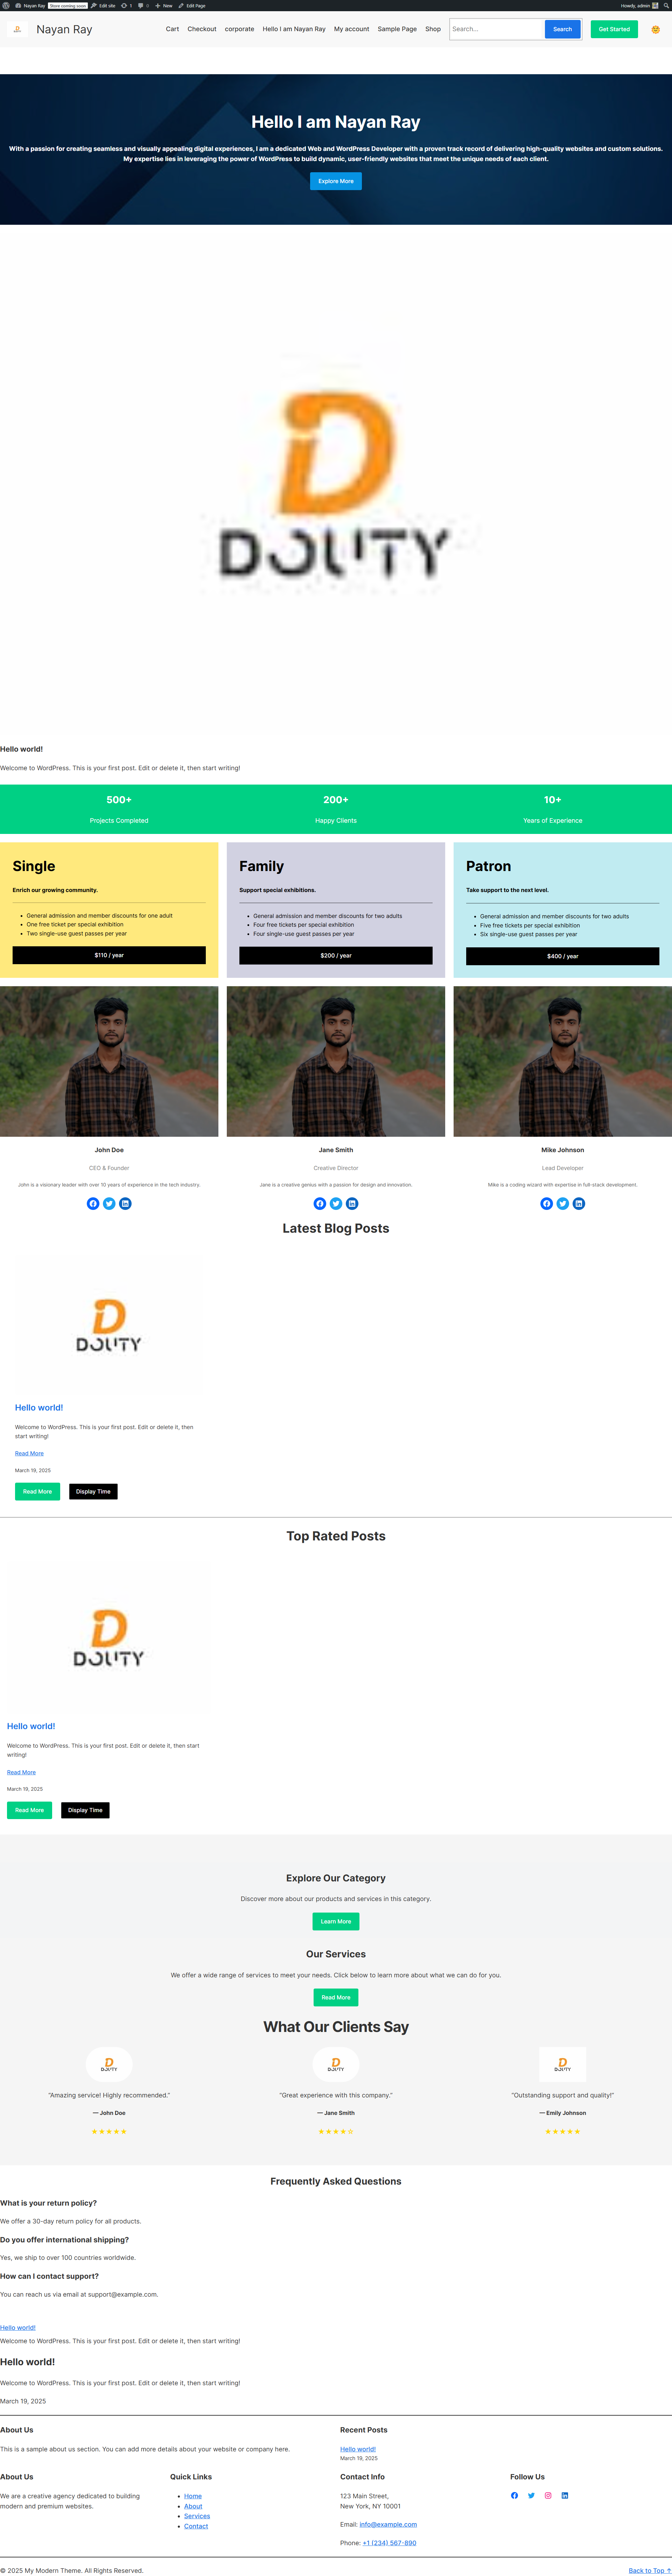 Nayan Ray Store coming soon Edit site 1 0 New Edit Page Howdy, admin
Nayan Ray Cart Checkout corporate Hello I am Nayan Ray My account Sample Page Shop Search... Search Get Started
Hello I am Nayan Ray
With a passion for creating seamless and visually appealing digital experiences, I am a dedicated Web and WordPress Developer with a proven track record of delivering high-quality websites and custom solutions.
My expertise lies in leveraging the power of WordPress to build dynamic, user-friendly websites that meet the unique needs of each client.
Explore More
Hello world!
Welcome to WordPress. This is your first post. Edit or delete it, then start writing!
500+ 200+ 10+
Projects Completed Happy Clients Years of Experience
Single
Enrich our growing community.
• General admission and member discounts for one adult
• One free ticket per special exhibition
• Two single-use guest passes per year
$110 / year
Family
Support special exhibitions.
• General admission and member discounts for two adults
• Four free tickets per special exhibition
• Four single-use guest passes per year
$200 / year
Patron
Take support to the next level.
• General admission and member discounts for two adults
• Five free tickets per special exhibition
• Six single-use guest passes per year
$400 / year
John Doe
CEO & Founder
John is a visionary leader with over 10 years of experience in the tech industry.
Jane Smith
Creative Director
Jane is a creative genius with a passion for design and innovation.
Mike Johnson
Lead Developer
Mike is a coding wizard with expertise in full-stack development.
Latest Blog Posts
Hello world!
Welcome to WordPress. This is your first post. Edit or delete it, then
start writing!
Read More
March 19, 2025
Read More Display Time
Top Rated Posts
Hello world!
Welcome to WordPress. This is your first post. Edit or delete it, then start
writing!
Read More
March 19, 2025
Read More Display Time
Explore Our Category
Discover more about our products and services in this category.
Learn More
Our Services
We offer a wide range of services to meet your needs. Click below to learn more about what we can do for you.
Read More
What Our Clients Say
"Amazing service! Highly recommended."
— John Doe
★★★★★
"Great experience with this company."
— Jane Smith
★★★★☆
"Outstanding support and quality!"
— Emily Johnson
★★★★★
Frequently Asked Questions
What is your return policy?
We offer a 30-day return policy for all products.
Do you offer international shipping?
Yes, we ship to over 100 countries worldwide.
How can I contact support?
You can reach us via email at support@example.com.
Hello world!
Welcome to WordPress. This is your first post. Edit or delete it, then start writing!
Hello world!
Welcome to WordPress. This is your first post. Edit or delete it, then start writing!
March 19, 2025
About Us
This is a sample about us section. You can add more details about your website or company here.
Recent Posts
Hello world!
March 19, 2025
About Us
We are a creative agency dedicated to building
modern and premium websites.
Quick Links
• Home
• About
• Services
• Contact
Contact Info
123 Main Street,
New York, NY 10001
Email: info@example.com
Phone: +1 (234) 567-890
Follow Us
© 2025 My Modern Theme. All Rights Reserved. Back to Top ↑